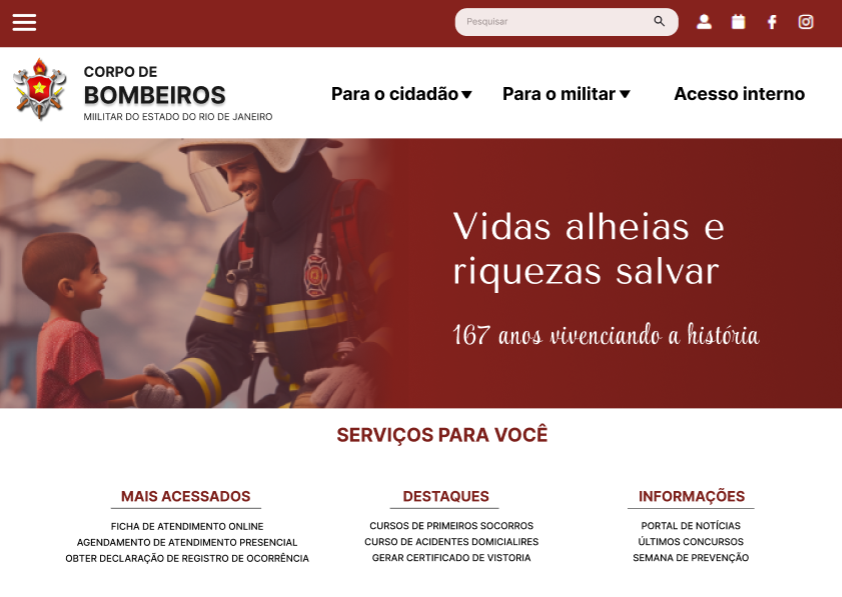 Pesquisar
CORPO DE
BOMBEIROS
MIILITAR DO ESTADO DO RIO DE JANEIRO
Para o cidadão
Para o militar
Acesso interno
Vidas alheias e
riquezas salvar
167 anos vivenciando a história
SERVIÇOS PARA VOCÊ
MAIS ACESSADOS
FICHA DE ATENDIMENTO ONLINE
AGENDAMENTO DE ATENDIMENTO PRESENCIAL
OBTER DECLARAÇÃO DE REGISTRO DE OCORRÊNCIA
DESTAQUES
CURSOS DE PRIMEIROS SOCORROS
CURSO DE ACIDENTES DOMICIALIRES
GERAR CERTIFICADO DE VISTORIA
INFORMAÇÕES
PORTAL DE NOTÍCIAS
ÚLTIMOS CONCURSOS
SEMANA DE PREVENÇÃO